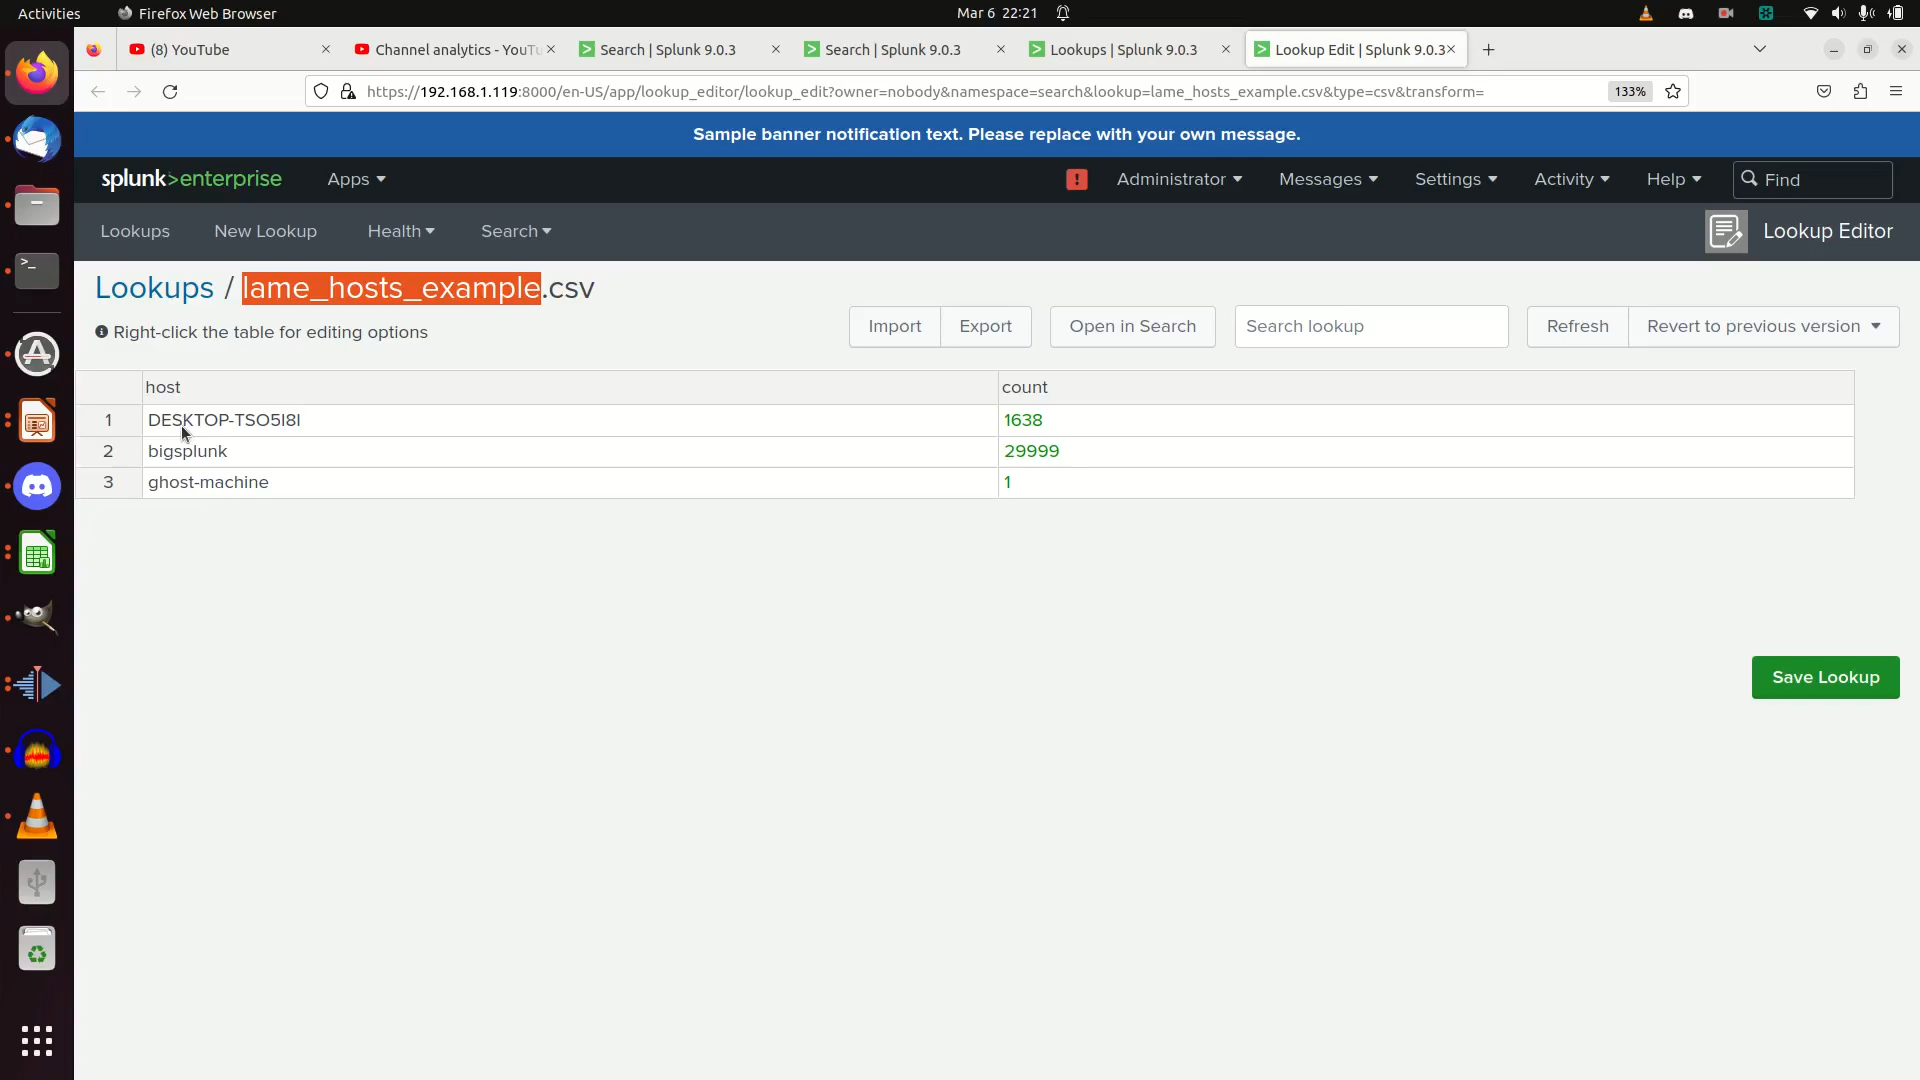 Activities Firefox Web Browser Mar 6 22:21
(8) YouTube Channel analytics - YouTu Search | Splunk 9.0.3 Search | Splunk 9.0.3 Lookups | Splunk 9.0.3 Lookup Edit | Splunk 9.0.3
https://192.168.1.119:8000/en-US/app/lookup_editor/lookup_edit?owner=nobody&namespace=search&lookup=lame_hosts_example.csv&type=csv&transform= 133%
Sample banner notification text. Please replace with your own message.
splunk>enterprise Apps Administrator Messages Settings Activity Help Find
Lookups New Lookup Health Search Lookup Editor
Lookups / lame_hosts_example.csv
Right-click the table for editing options
Import Export Open in Search Search lookup Refresh Revert to previous version
host count
1 DESKTOP-TSO5I8I 1638
2 bigsplunk 29999
3 ghost-machine 1
Save Lookup